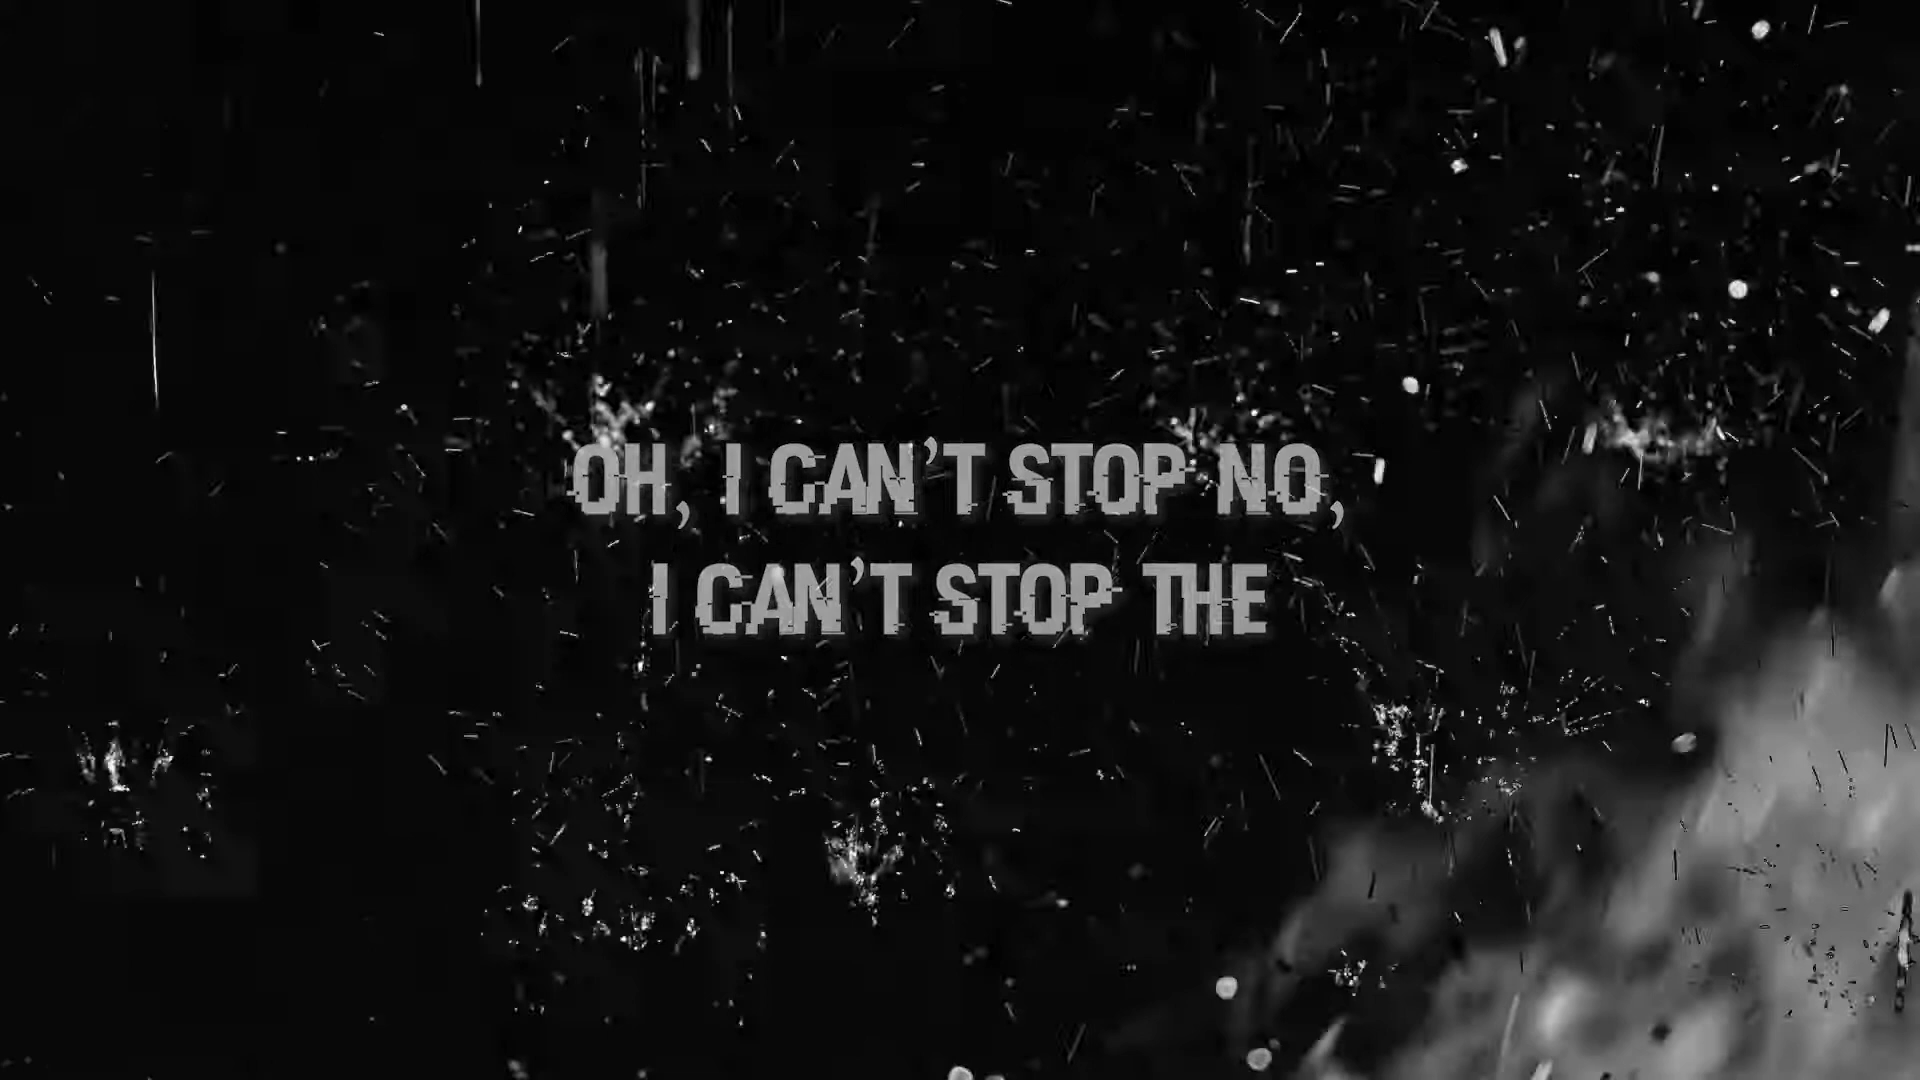 OH, I CAN’T STOP NO,
I CAN’T STOP THE